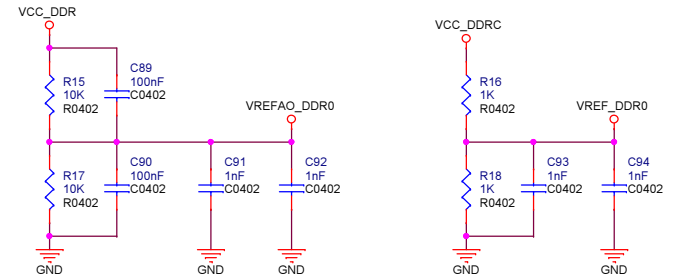 VCC_DDR
R15
10K
R0402
C89
100nF
C0402
VREFAO_DDR0
R17
10K
R0402
C90
100nF
C0402
C91
1nF
C0402
C92
1nF
C0402
GND
GND
GND
VCC_DDRC
R16
1K
R0402
VREF_DDR0
R18
1K
R0402
C93
1nF
C0402
C94
1nF
C0402
GND
GND